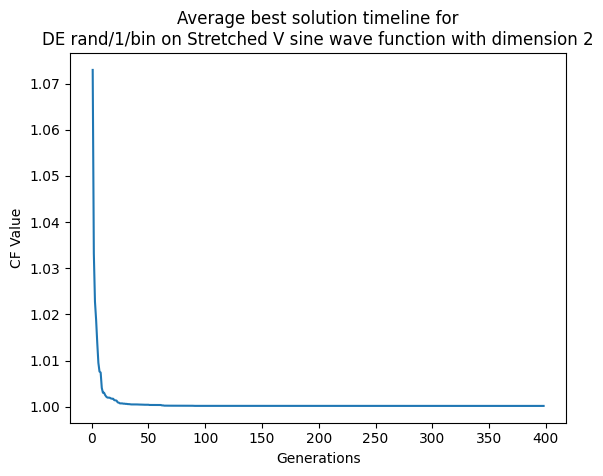 Average best solution timeline for
DE rand/1/bin on Stretched V sine wave function with dimension 2
1.07
1.06
1.05
1.04
1.03
1.02
1.01
1.00
CF Value
0 50 100 150 200 250 300 350 400
Generations